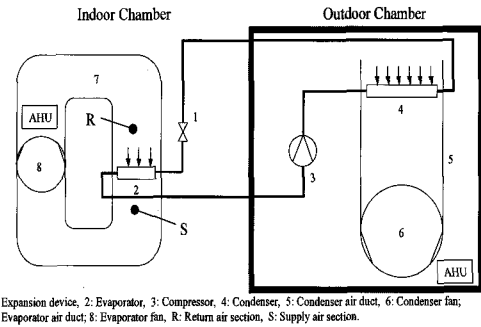 Indoor Chamber
Outdoor Chamber
7
AHU
R
8
2
S
1
3
4
5
6
AHU
Expansion device, 2: Evaporator, 3: Compressor, 4: Condenser, 5: Condenser air duct, 6: Condenser fan;
Evaporator air duct; 8: Evaporator fan, R: Return air section, S: Supply air section.